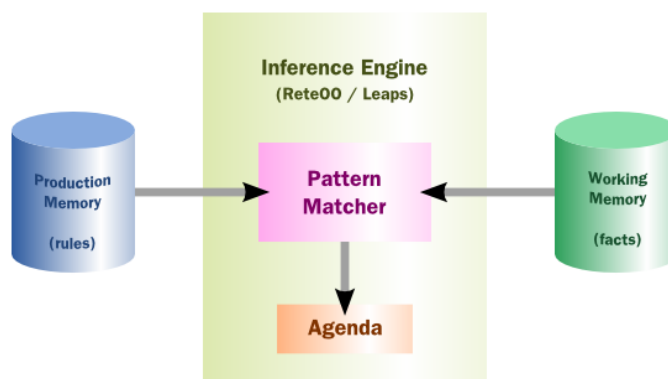 Inference Engine
(ReteOO / Leaps)
Production
Memory
(rules)
Pattern
Matcher
Working
Memory
(facts)
Agenda